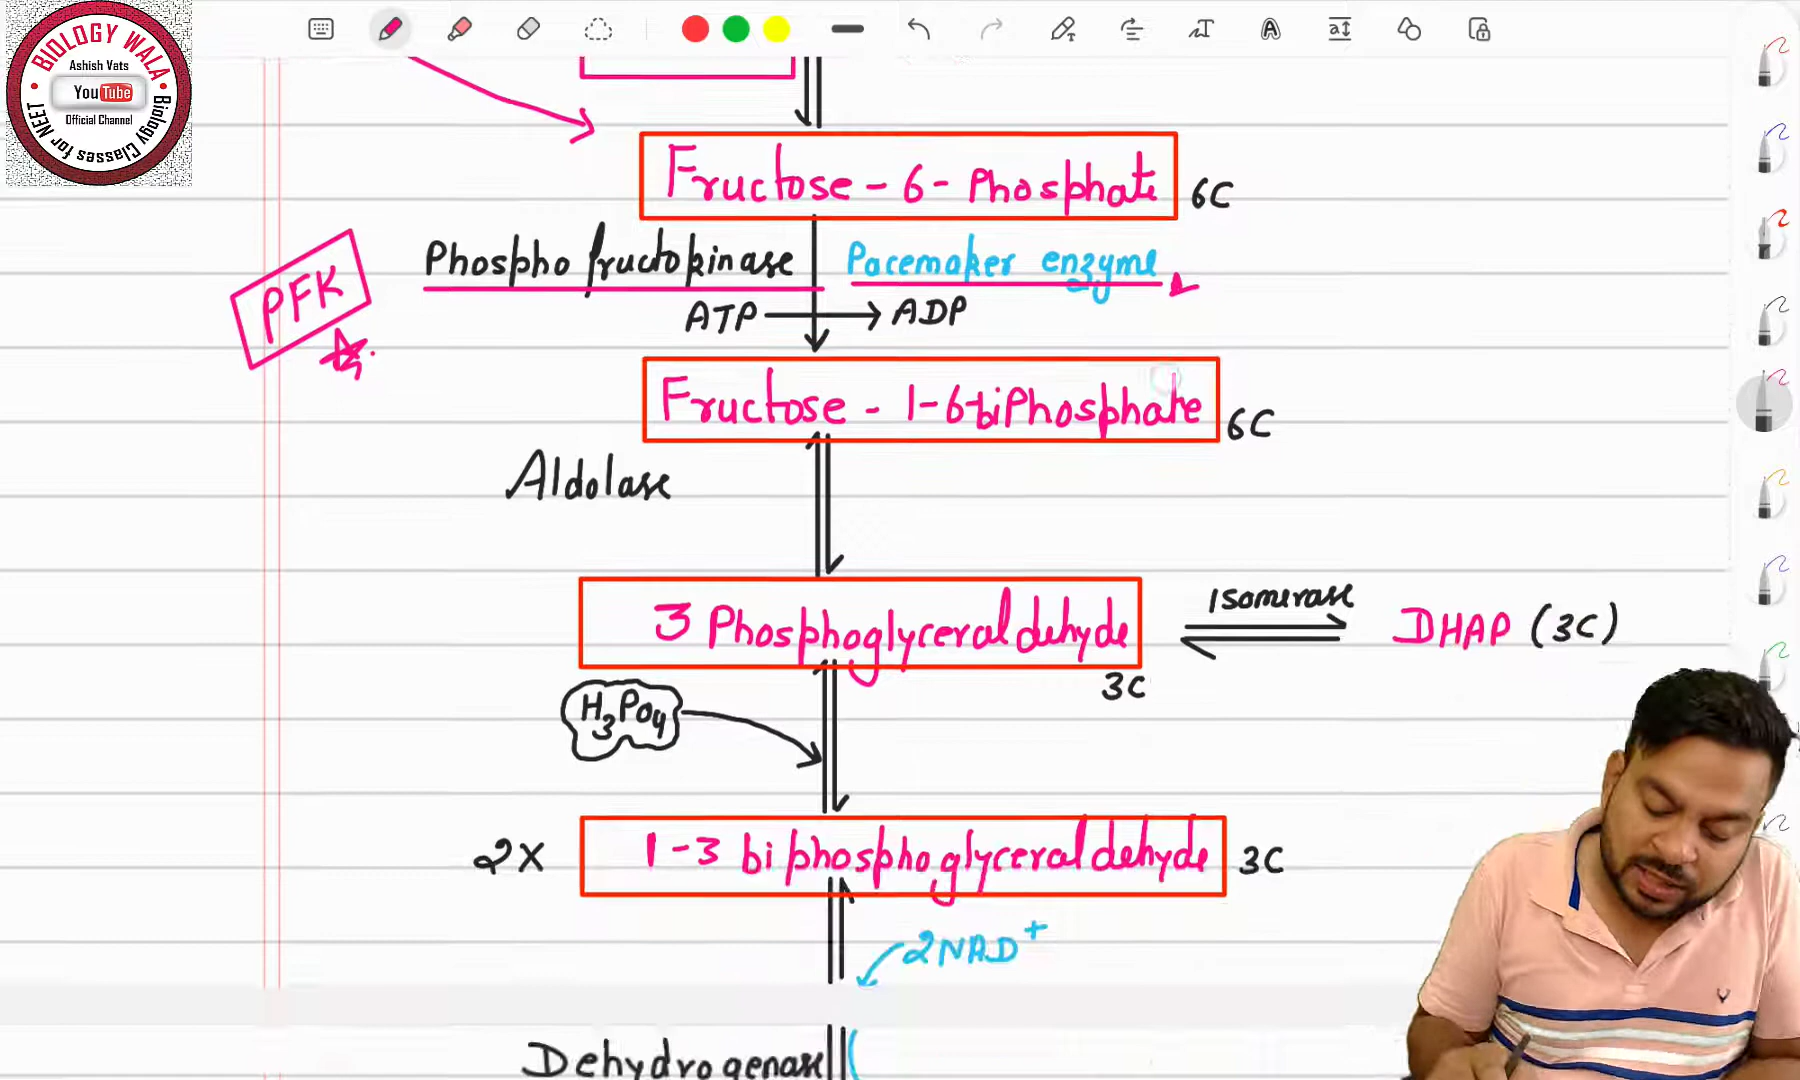 BIOLOGY WALA
Ashish Vats
YouTube
Official Channel
Biology Classes for NEET
Fructose - 6 - Phosphate 6C
Phospho fructokinase Pacemaker enzyme
PFK
ATP → ADP
Fructose - 1-6-biPhosphate 6C
Aldolase
3 Phosphoglyceraldehyde
Isomerase
DHAP (3C)
3C
H3PO4
2X 1-3 biphosphoglyceraldehyde 3C
2NAD+
Dehydrogenase